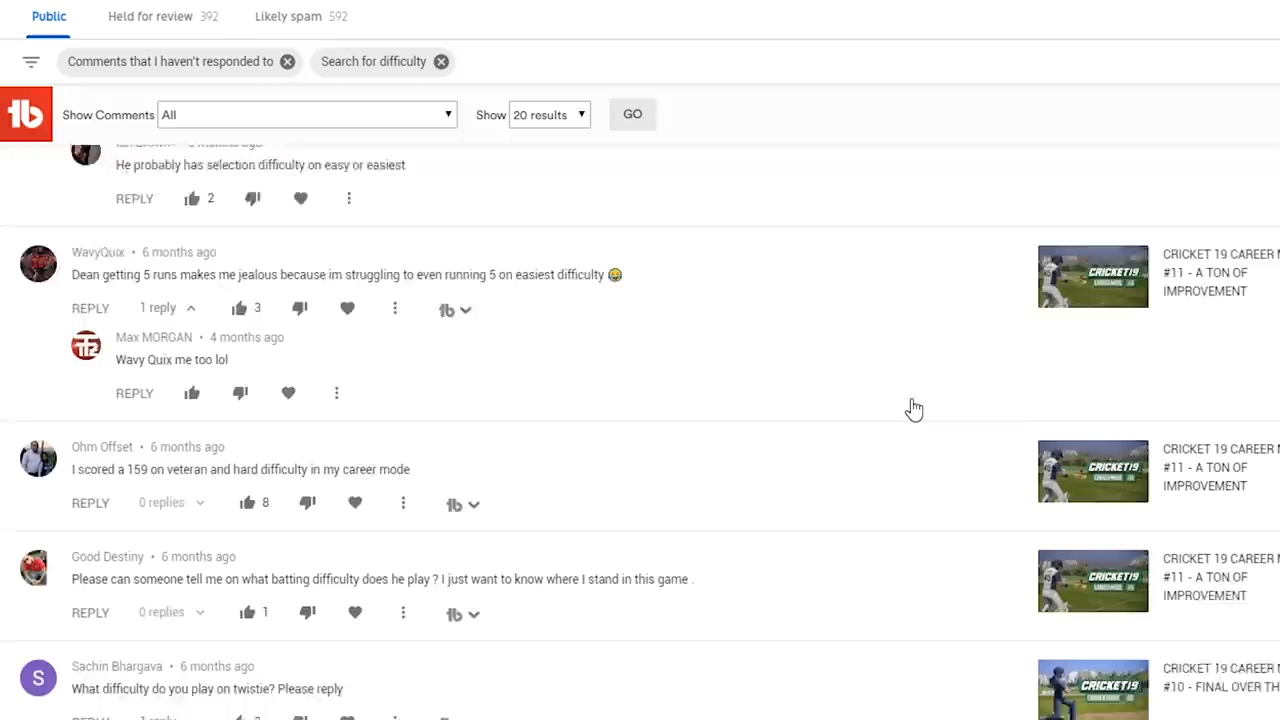 Public Held for review 392 Likely spam 592
Comments that I haven't responded to Search for difficulty
tb Show Comments All Show 20 results GO
He probably has selection difficulty on easy or easiest
REPLY 2
WavyQuix • 6 months ago
Dean getting 5 runs makes me jealous because im struggling to even running 5 on easiest difficulty 😂
REPLY 1 reply 3 tb
Max MORGAN • 4 months ago
Wavy Quix me too lol
REPLY
CRICKET 19 CAREER
#11 - A TON OF
IMPROVEMENT
CRICKET19
Ohm Offset • 6 months ago
I scored a 159 on veteran and hard difficulty in my career mode
REPLY 0 replies 8 tb
CRICKET 19 CAREER
#11 - A TON OF
IMPROVEMENT
CRICKET19
Good Destiny • 6 months ago
Please can someone tell me on what batting difficulty does he play ? I just want to know where I stand in this game .
REPLY 0 replies 1 tb
CRICKET 19 CAREER
#11 - A TON OF
IMPROVEMENT
CRICKET19
S
Sachin Bhargava • 6 months ago
What difficulty do you play on twistie? Please reply
CRICKET 19 CAREER
#10 - FINAL OVER
CRICKET19